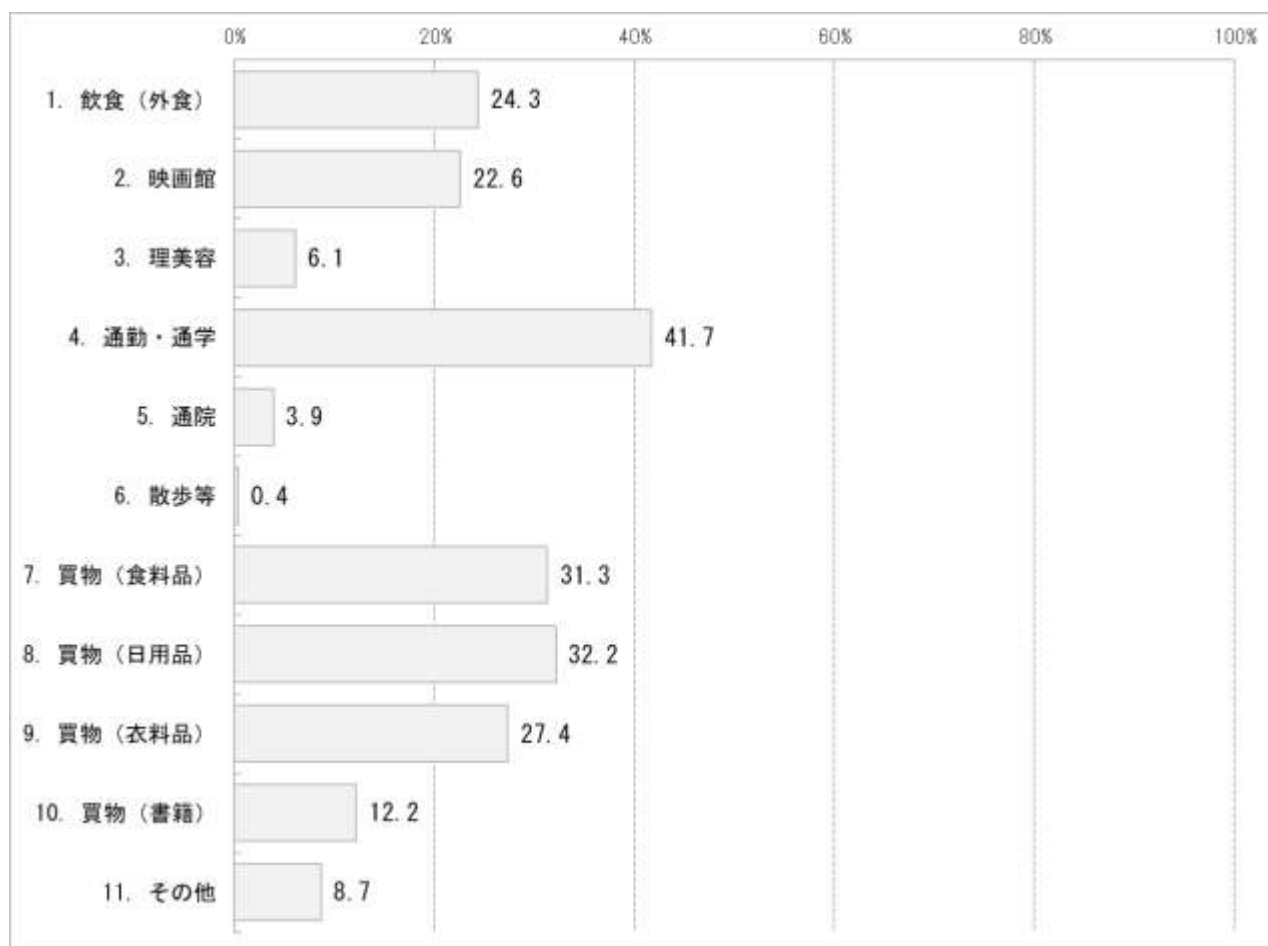 0% 20% 40% 60% 80% 100%
1. 飲食（外食） 24.3
2. 映画館 22.6
3. 理美容 6.1
4. 通勤・通学 41.7
5. 通院 3.9
6. 散歩等 0.4
7. 買物（食料品） 31.3
8. 買物（日用品） 32.2
9. 買物（衣料品） 27.4
10. 買物（書籍） 12.2
11. その他 8.7